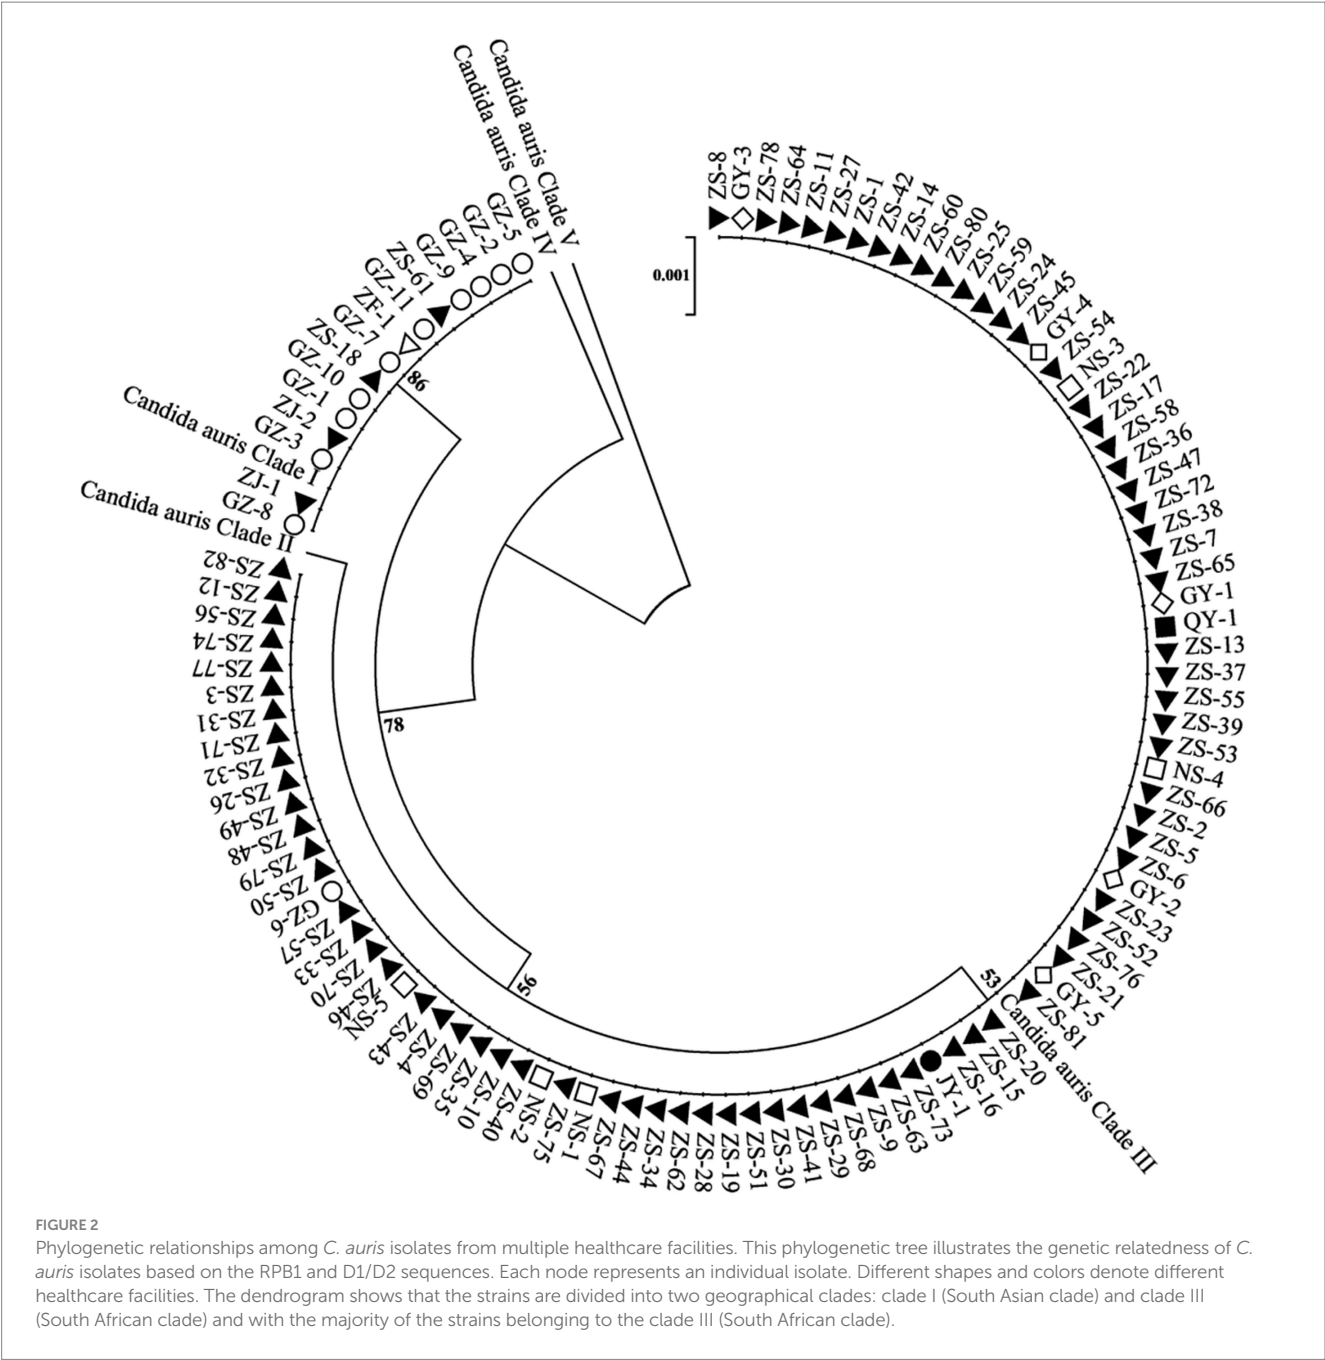 Candida auris Clade V
Candida auris Clade IV
GZ-5
GZ-2
GZ-4
GZ-9
ZS-61
GZ-11
ZF-1
GZ-7
ZS-18
GZ-10
GZ-1
ZJ-2
GZ-3
Candida auris Clade I
ZJ-1
GZ-8
Candida auris Clade II
ZS-82
ZS-12
ZS-56
ZS-74
ZS-77
ZS-3
ZS-31
ZS-71
ZS-32
ZS-26
ZS-49
ZS-48
ZS-79
ZS-50
GZ-6
ZS-57
ZS-33
ZS-70
ZS-46
NS-5
ZS-43
ZS-4
ZS-69
ZS-35
ZS-10
ZS-40
NS-2
ZS-75
NS-1
ZS-67
ZS-44
ZS-34
ZS-62
ZS-28
ZS-19
ZS-51
ZS-30
ZS-41
ZS-29
ZS-68
ZS-9
ZS-63
ZS-73
JY-1
ZS-16
ZS-15
ZS-20
Candida auris Clade III
ZS-81
GY-5
ZS-21
ZS-76
ZS-52
ZS-23
GY-2
ZS-6
ZS-5
ZS-2
ZS-66
NS-4
ZS-53
ZS-39
ZS-55
ZS-37
ZS-13
QY-1
GY-1
ZS-65
ZS-7
ZS-38
ZS-72
ZS-47
ZS-36
ZS-58
ZS-17
ZS-22
NS-3
ZS-54
GY-4
ZS-45
ZS-24
ZS-59
ZS-25
ZS-80
ZS-60
ZS-14
ZS-42
ZS-1
ZS-27
ZS-11
ZS-64
ZS-78
GY-3
ZS-8
0.001
86
78
56
53
FIGURE 2
Phylogenetic relationships among C. auris isolates from multiple healthcare facilities. This phylogenetic tree illustrates the genetic relatedness of C.
auris isolates based on the RPB1 and D1/D2 sequences. Each node represents an individual isolate. Different shapes and colors denote different
healthcare facilities. The dendrogram shows that the strains are divided into two geographical clades: clade I (South Asian clade) and clade III
(South African clade) and with the majority of the strains belonging to the clade III (South African clade).